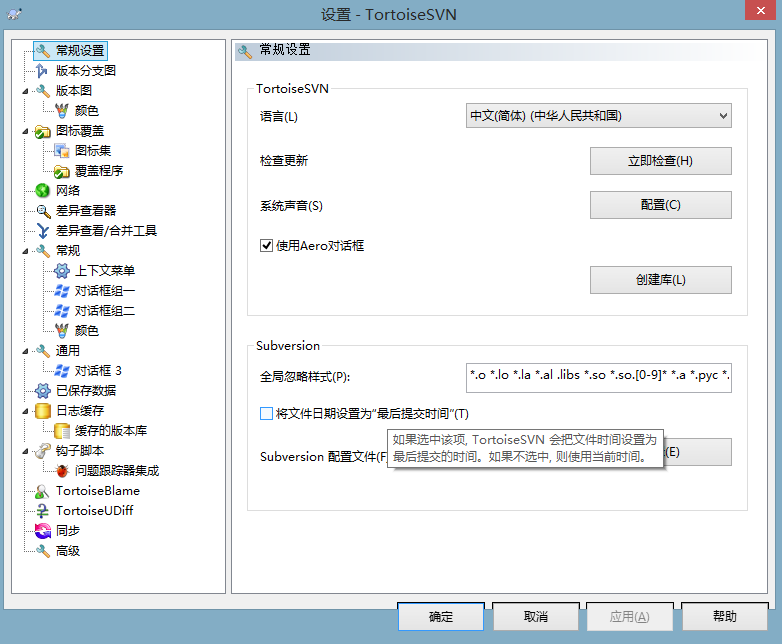 设置 - TortoiseSVN
常规设置
版本分支图
版本图
颜色
图标覆盖
图标集
覆盖程序
网络
差异查看器
差异查看/合并工具
常规
上下文菜单
对话框组一
对话框组二
颜色
通用
对话框 3
已保存数据
日志缓存
缓存的版本库
钩子脚本
问题跟踪器集成
TortoiseBlame
TortoiseUDiff
同步
高级
常规设置
TortoiseSVN
语言(L)
中文(简体) (中华人民共和国)
检查更新
立即检查(H)
系统声音(S)
配置(C)
使用Aero对话框
创建库(L)
Subversion
全局忽略样式(P):
*.o *.lo *.la *.al .libs *.so *.so.[0-9]* *.a *.pyc *.
将文件日期设置为“最后提交时间”(T)
如果选中该项, TortoiseSVN 会把文件时间设置为
最后提交的时间。如果不选中, 则使用当前时间。
Subversion 配置文件(F
(E)
确定
取消
应用(A)
帮助